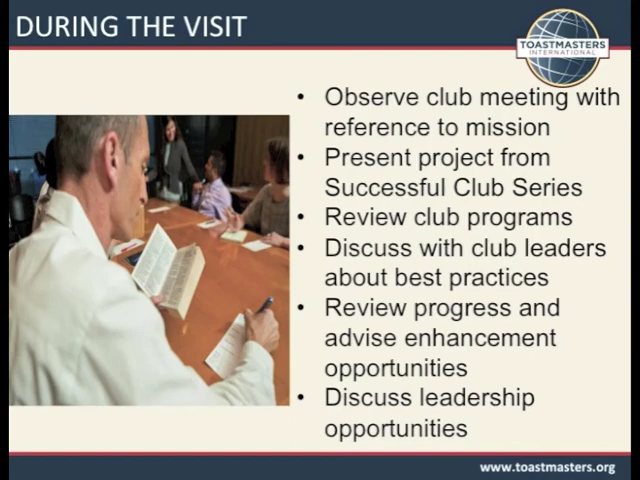 DURING THE VISIT
TOASTMASTERS
INTERNATIONAL
• Observe club meeting with
reference to mission
• Present project from
Successful Club Series
• Review club programs
• Discuss with club leaders
about best practices
• Review progress and
advise enhancement
opportunities
• Discuss leadership
opportunities
www.toastmasters.org